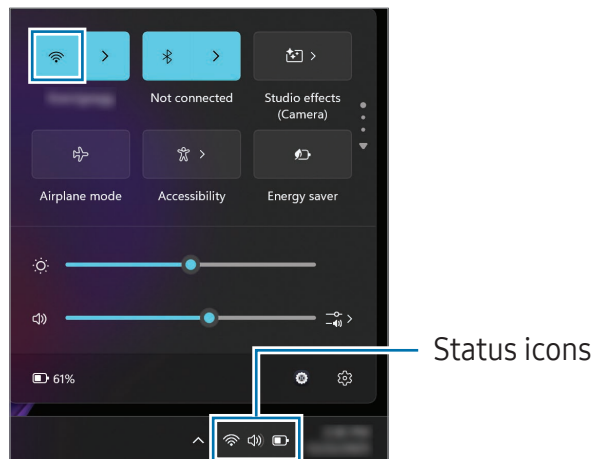 Not connected
Studio effects
(Camera)
Airplane mode
Accessibility
Energy saver
61%
Status icons